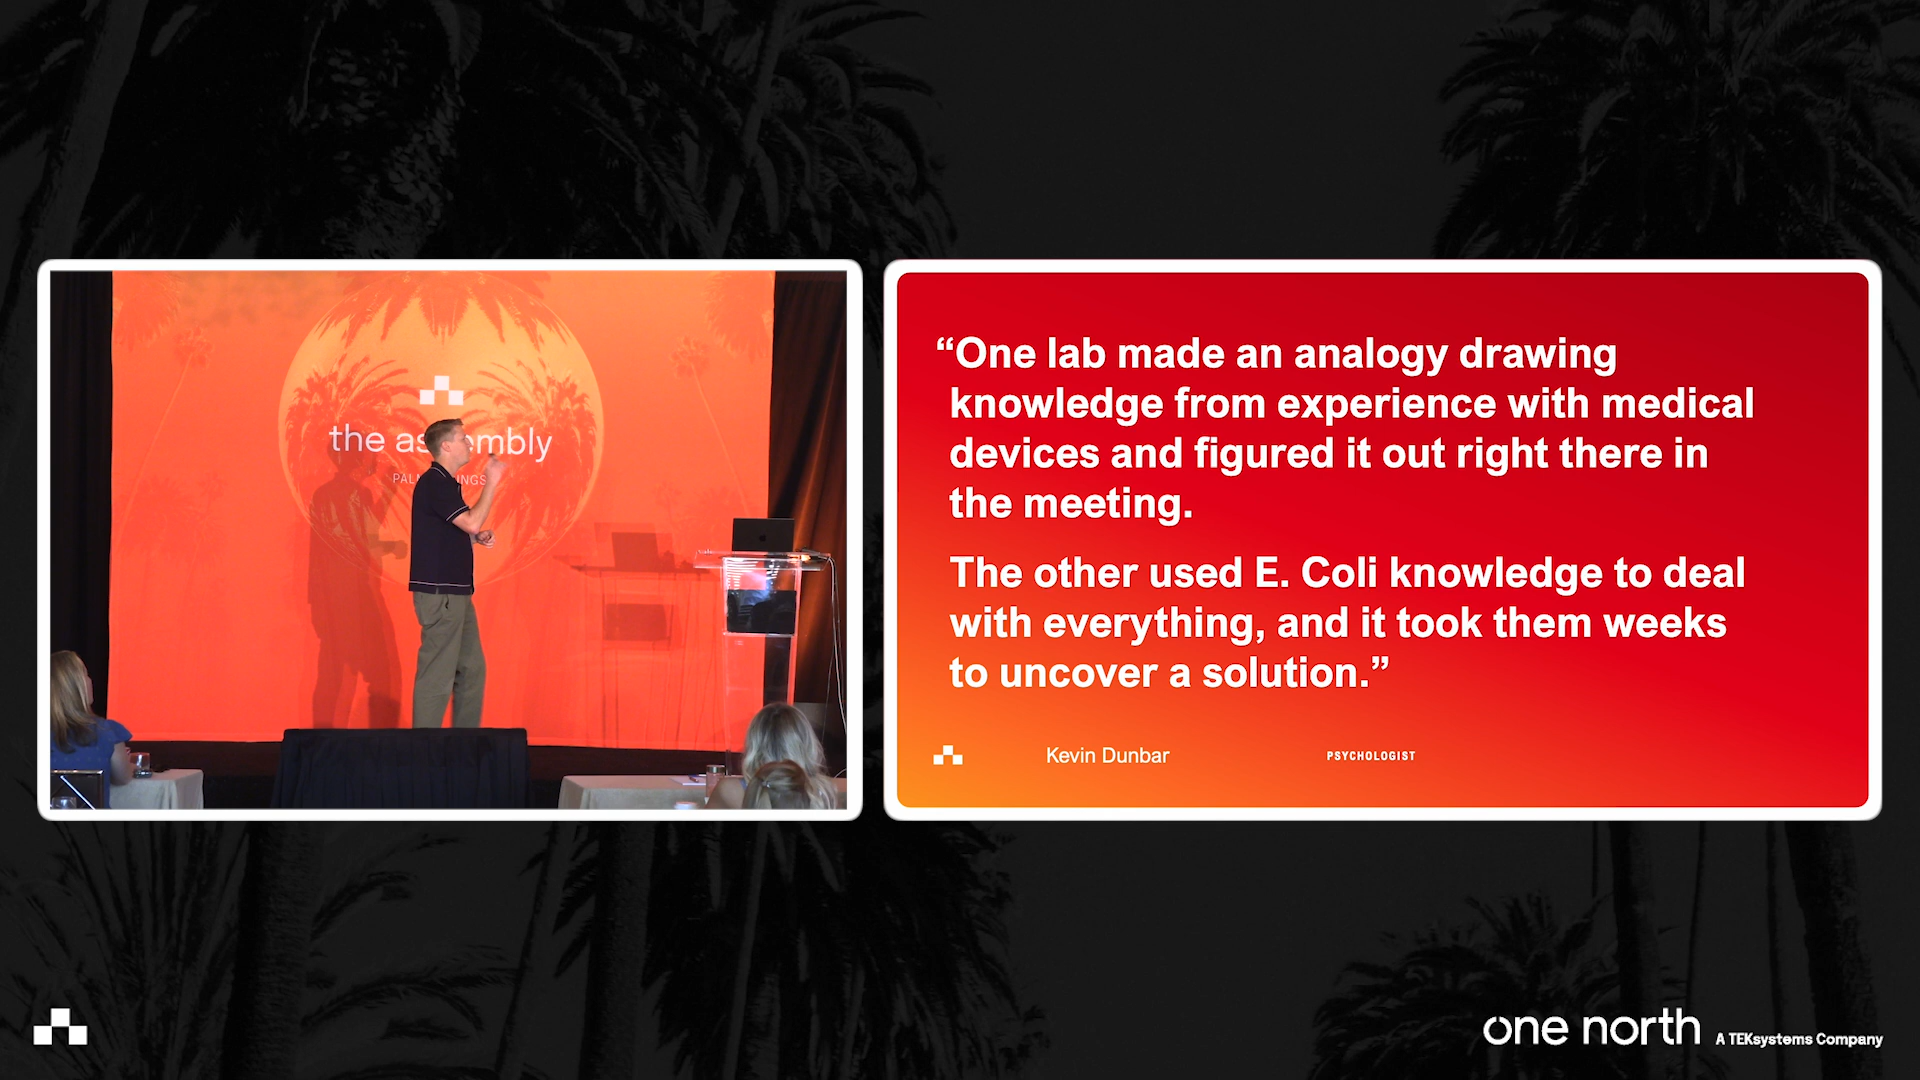 the assembly
“One lab made an analogy drawing
knowledge from experience with medical
devices and figured it out right there in
the meeting.
The other used E. Coli knowledge to deal
with everything, and it took them weeks
to uncover a solution.”
Kevin Dunbar
PSYCHOLOGIST
one north
A TEKsystems Company